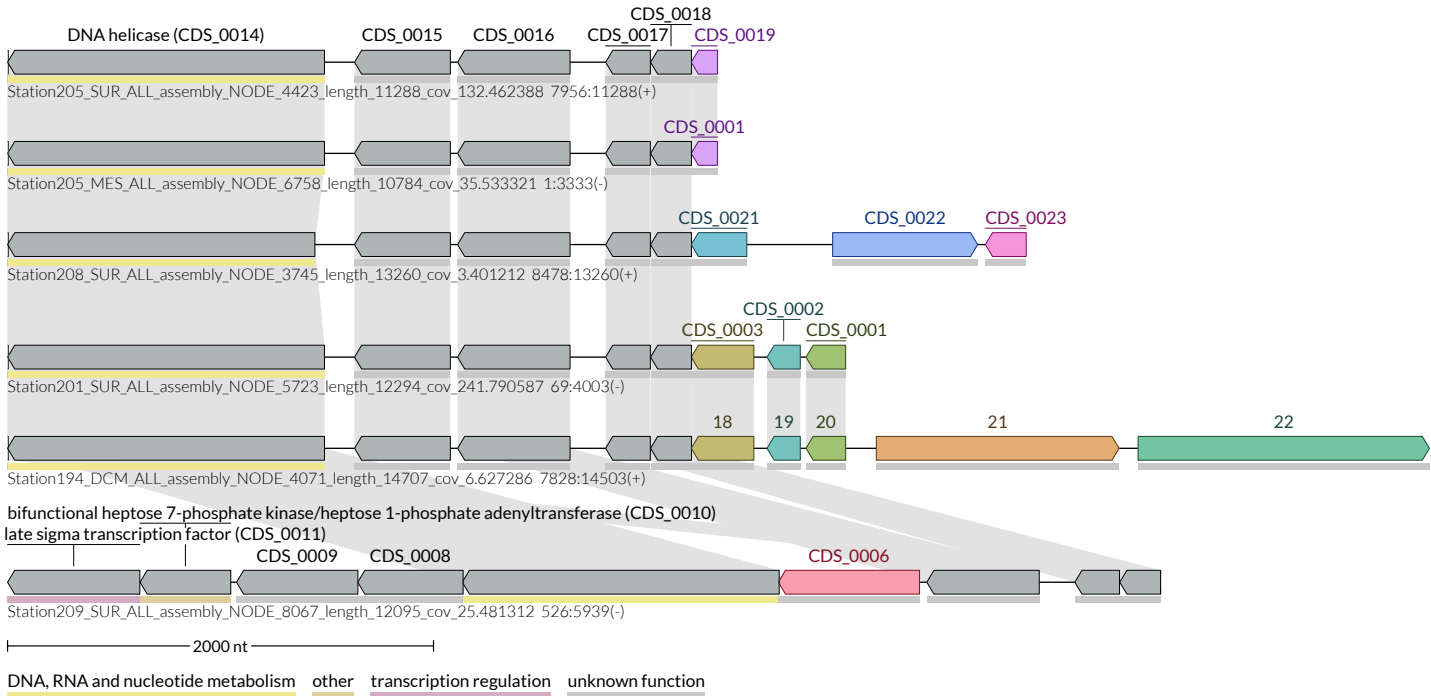 CDS_0018
DNA helicase (CDS_0014) CDS_0015 CDS_0016 CDS_0017 CDS_0019
Station205_SUR_ALL_assembly_NODE_4423_length_11288_cov_132.462388 7956:11288(+)
CDS_0001
Station205_MES_ALL_assembly_NODE_6758_length_10784_cov_35.533321 1:3333(-)
CDS_0021 CDS_0022 CDS_0023
Station208_SUR_ALL_assembly_NODE_3745_length_13260_cov_3.401212 8478:13260(+)
CDS_0002
CDS_0003 CDS_0001
Station201_SUR_ALL_assembly_NODE_5723_length_12294_cov_241.790587 69:4003(-)
18 19 20 21 22
Station194_DCM_ALL_assembly_NODE_4071_length_14707_cov_6.627286 7828:14503(+)
bifunctional heptose 7-phosphate kinase/heptose 1-phosphate adenyltransferase (CDS_0010)
late sigma transcription factor (CDS_0011)
CDS_0009 CDS_0008 CDS_0006
Station209_SUR_ALL_assembly_NODE_8067_length_12095_cov_25.481312 526:5939(-)
2000 nt
DNA, RNA and nucleotide metabolism other transcription regulation unknown function